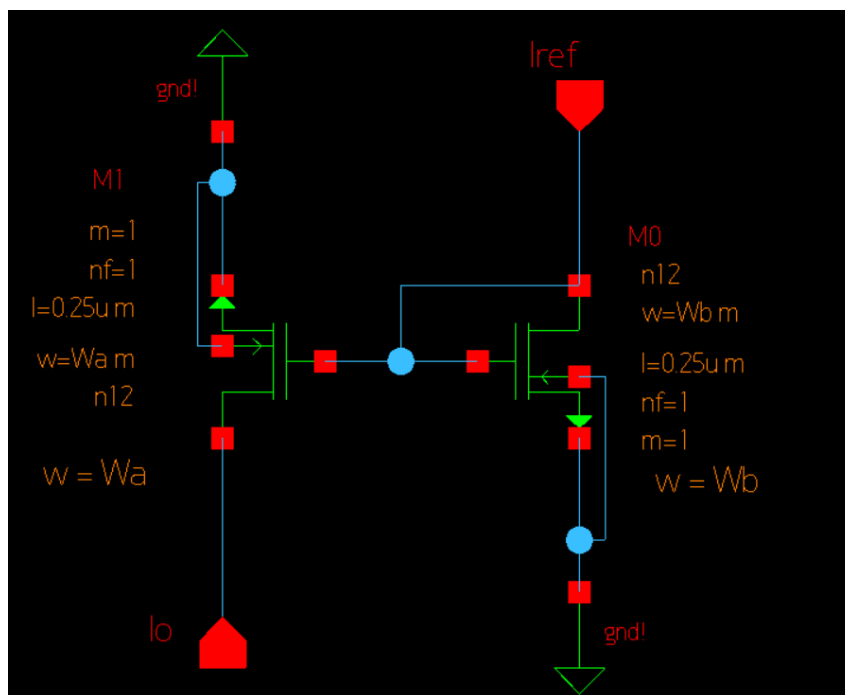 Iref
gnd!
M1
m=1
nf=1
l=0.25u m
w=Wa m
n12
w = Wa
M0
n12
w=Wb m
l=0.25u m
nf=1
m=1
w = Wb
Io
gnd!